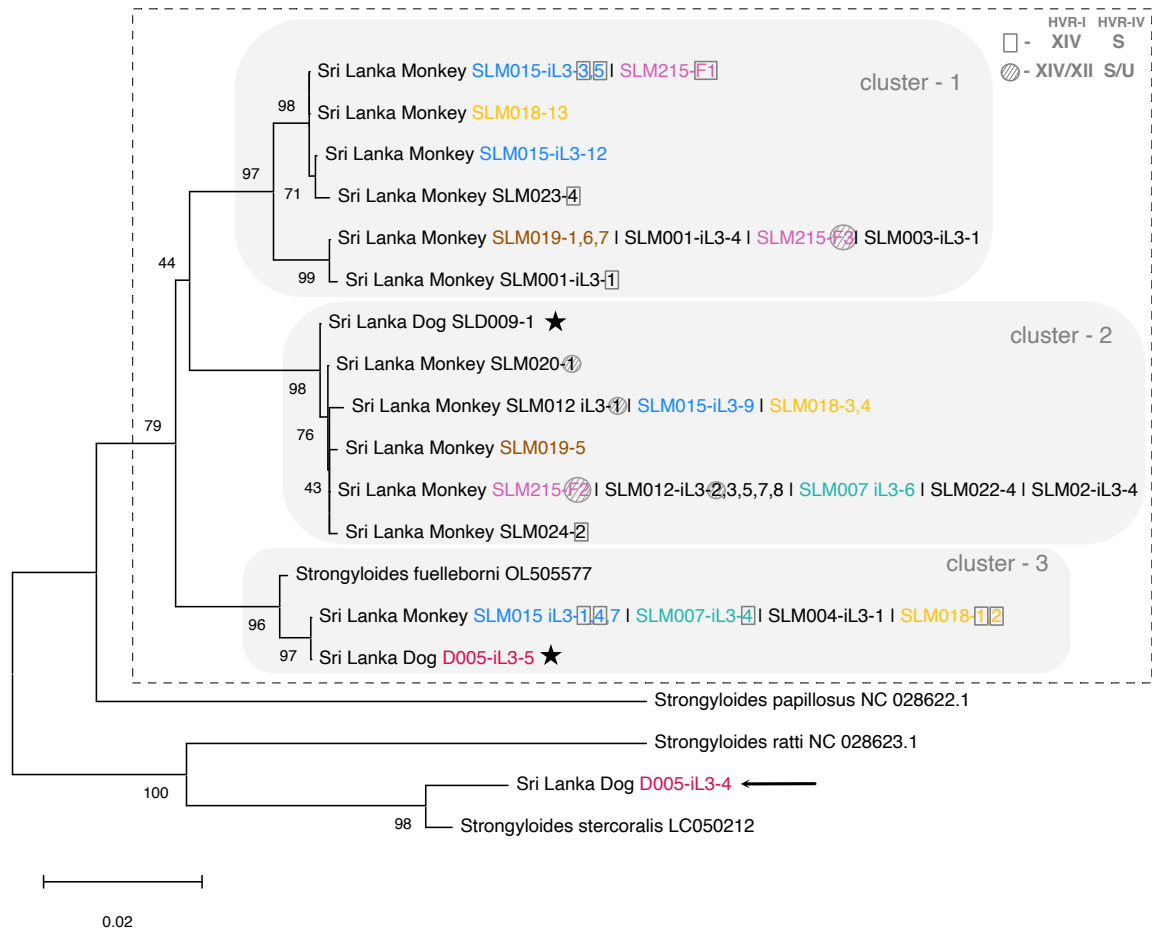 HVR-I HVR-IV
- XIV S
- XIV/XII S/U
cluster - 1
Sri Lanka Monkey SLM015-iL3-3,5 | SLM215-F1
98
Sri Lanka Monkey SLM018-13
Sri Lanka Monkey SLM015-iL3-12
97
71
Sri Lanka Monkey SLM023-4
Sri Lanka Monkey SLM019-1,6,7 | SLM001-iL3-4 | SLM215-F3| SLM003-iL3-1
44
99
Sri Lanka Monkey SLM001-iL3-1
cluster - 2
Sri Lanka Dog SLD009-1 ★
Sri Lanka Monkey SLM020-1
98
Sri Lanka Monkey SLM012 iL3-1| SLM015-iL3-9 | SLM018-3,4
79
76
Sri Lanka Monkey SLM019-5
43
Sri Lanka Monkey SLM215-F2 | SLM012-iL3-2,3,5,7,8 | SLM007 iL3-6 | SLM022-4 | SLM02-iL3-4
Sri Lanka Monkey SLM024-2
cluster - 3
Strongyloides fuelleborni OL505577
96
Sri Lanka Monkey SLM015 iL3-1,4,7 | SLM007-iL3-4 | SLM004-iL3-1 | SLM018-1,2
97
Sri Lanka Dog D005-iL3-5 ★
Strongyloides papillosus NC 028622.1
Strongyloides ratti NC 028623.1
100
Sri Lanka Dog D005-iL3-4
98
Strongyloides stercoralis LC050212
0.02